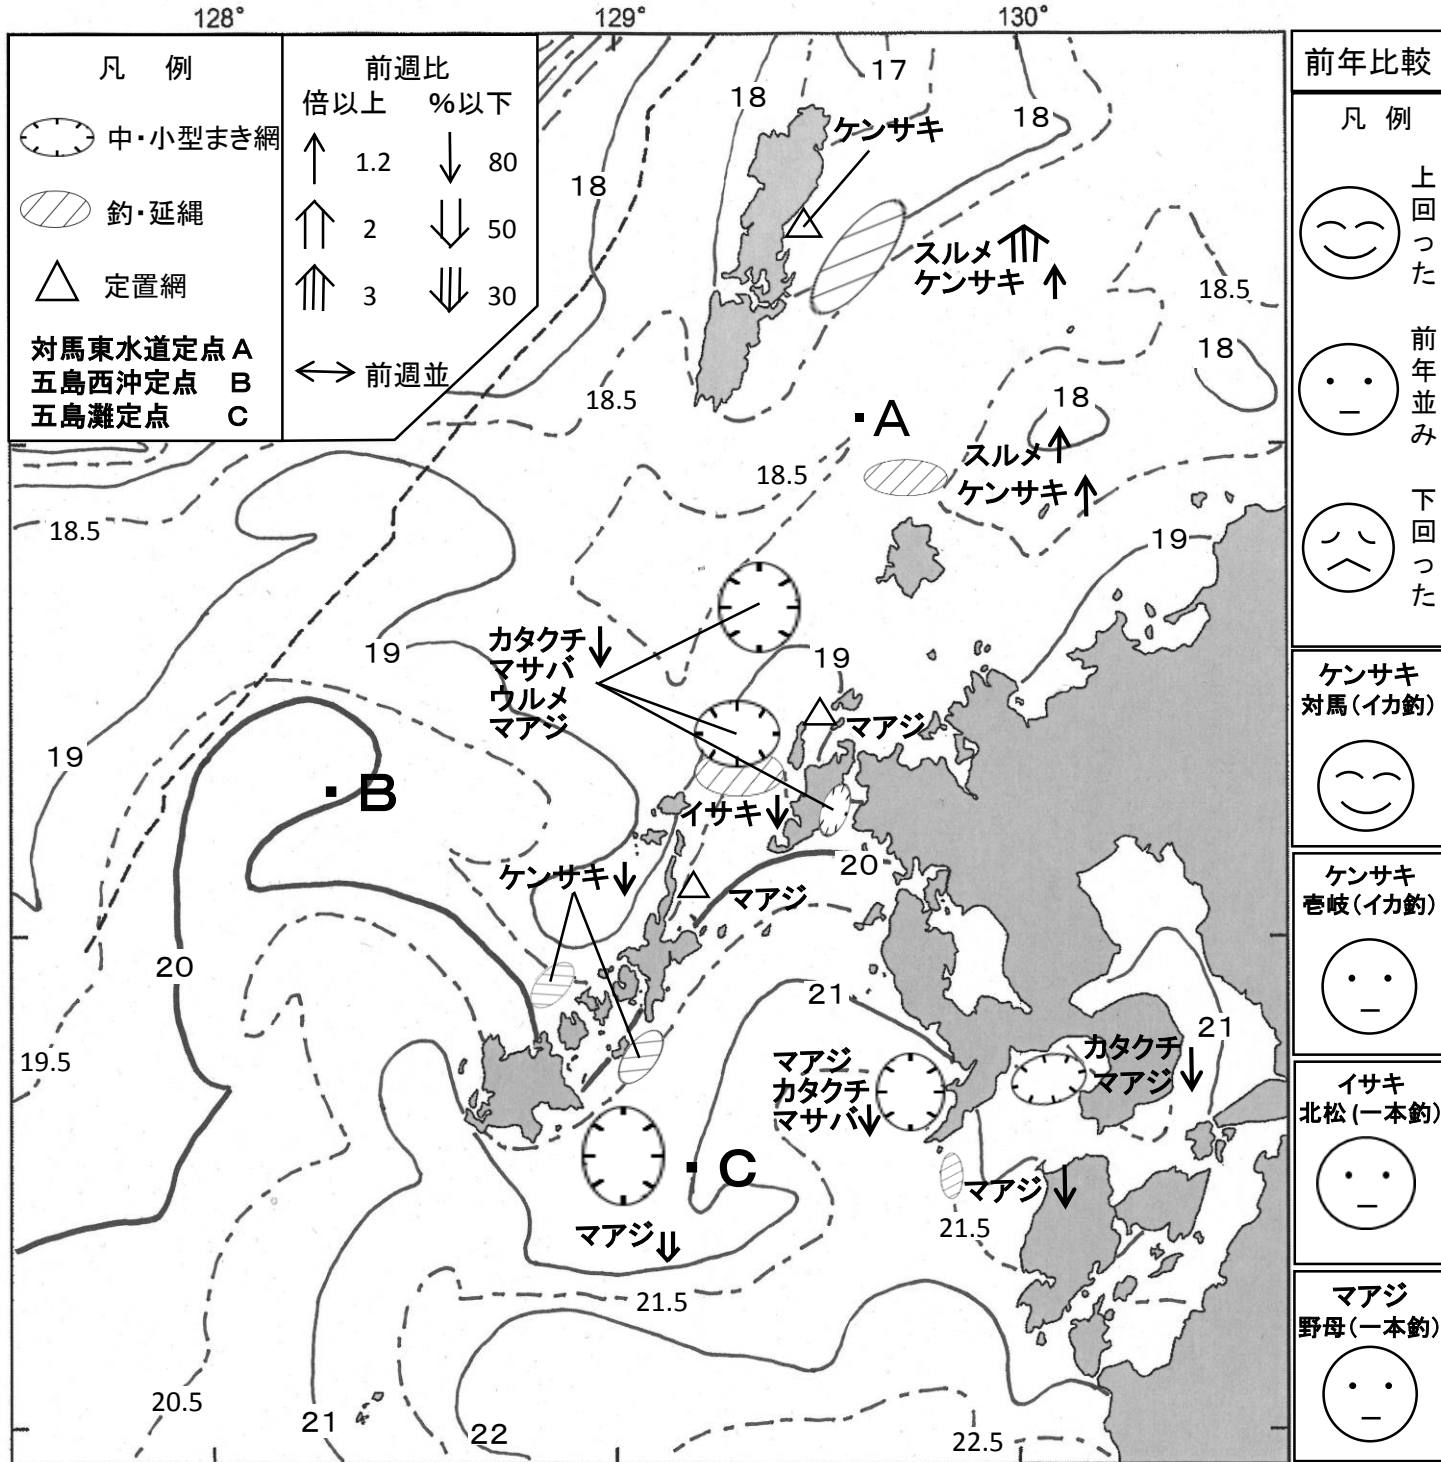 128°
129°
130°
凡 例
中・小型まき網
釣・延縄
定置網
対馬東水道定点 A
五島西沖定点 B
五島灘定点 C
前週比
倍以上 %以下
1.2 80
2 50
3 30
前週並
17
18
18
18
ケンサキ
スルメ
ケンサキ
18.5
18
18.5
A
18
スルメ
ケンサキ
18.5
18.5
19
カタクチ
マサバ
ウルメ
マアジ
19
19
マアジ
19
B
イサキ
20
ケンサキ
マアジ
20
21
21
19.5
マアジ
カタクチ
マサバ
カタクチ
マアジ
C
マアジ
21.5
マアジ
21.5
20.5
21
22
22.5
前年比較
凡 例
上回った
前年並み
下回った
ケンサキ
対馬(イカ釣)
ケンサキ
壱岐(イカ釣)
イサキ
北松(一本釣)
マアジ
野母(一本釣)